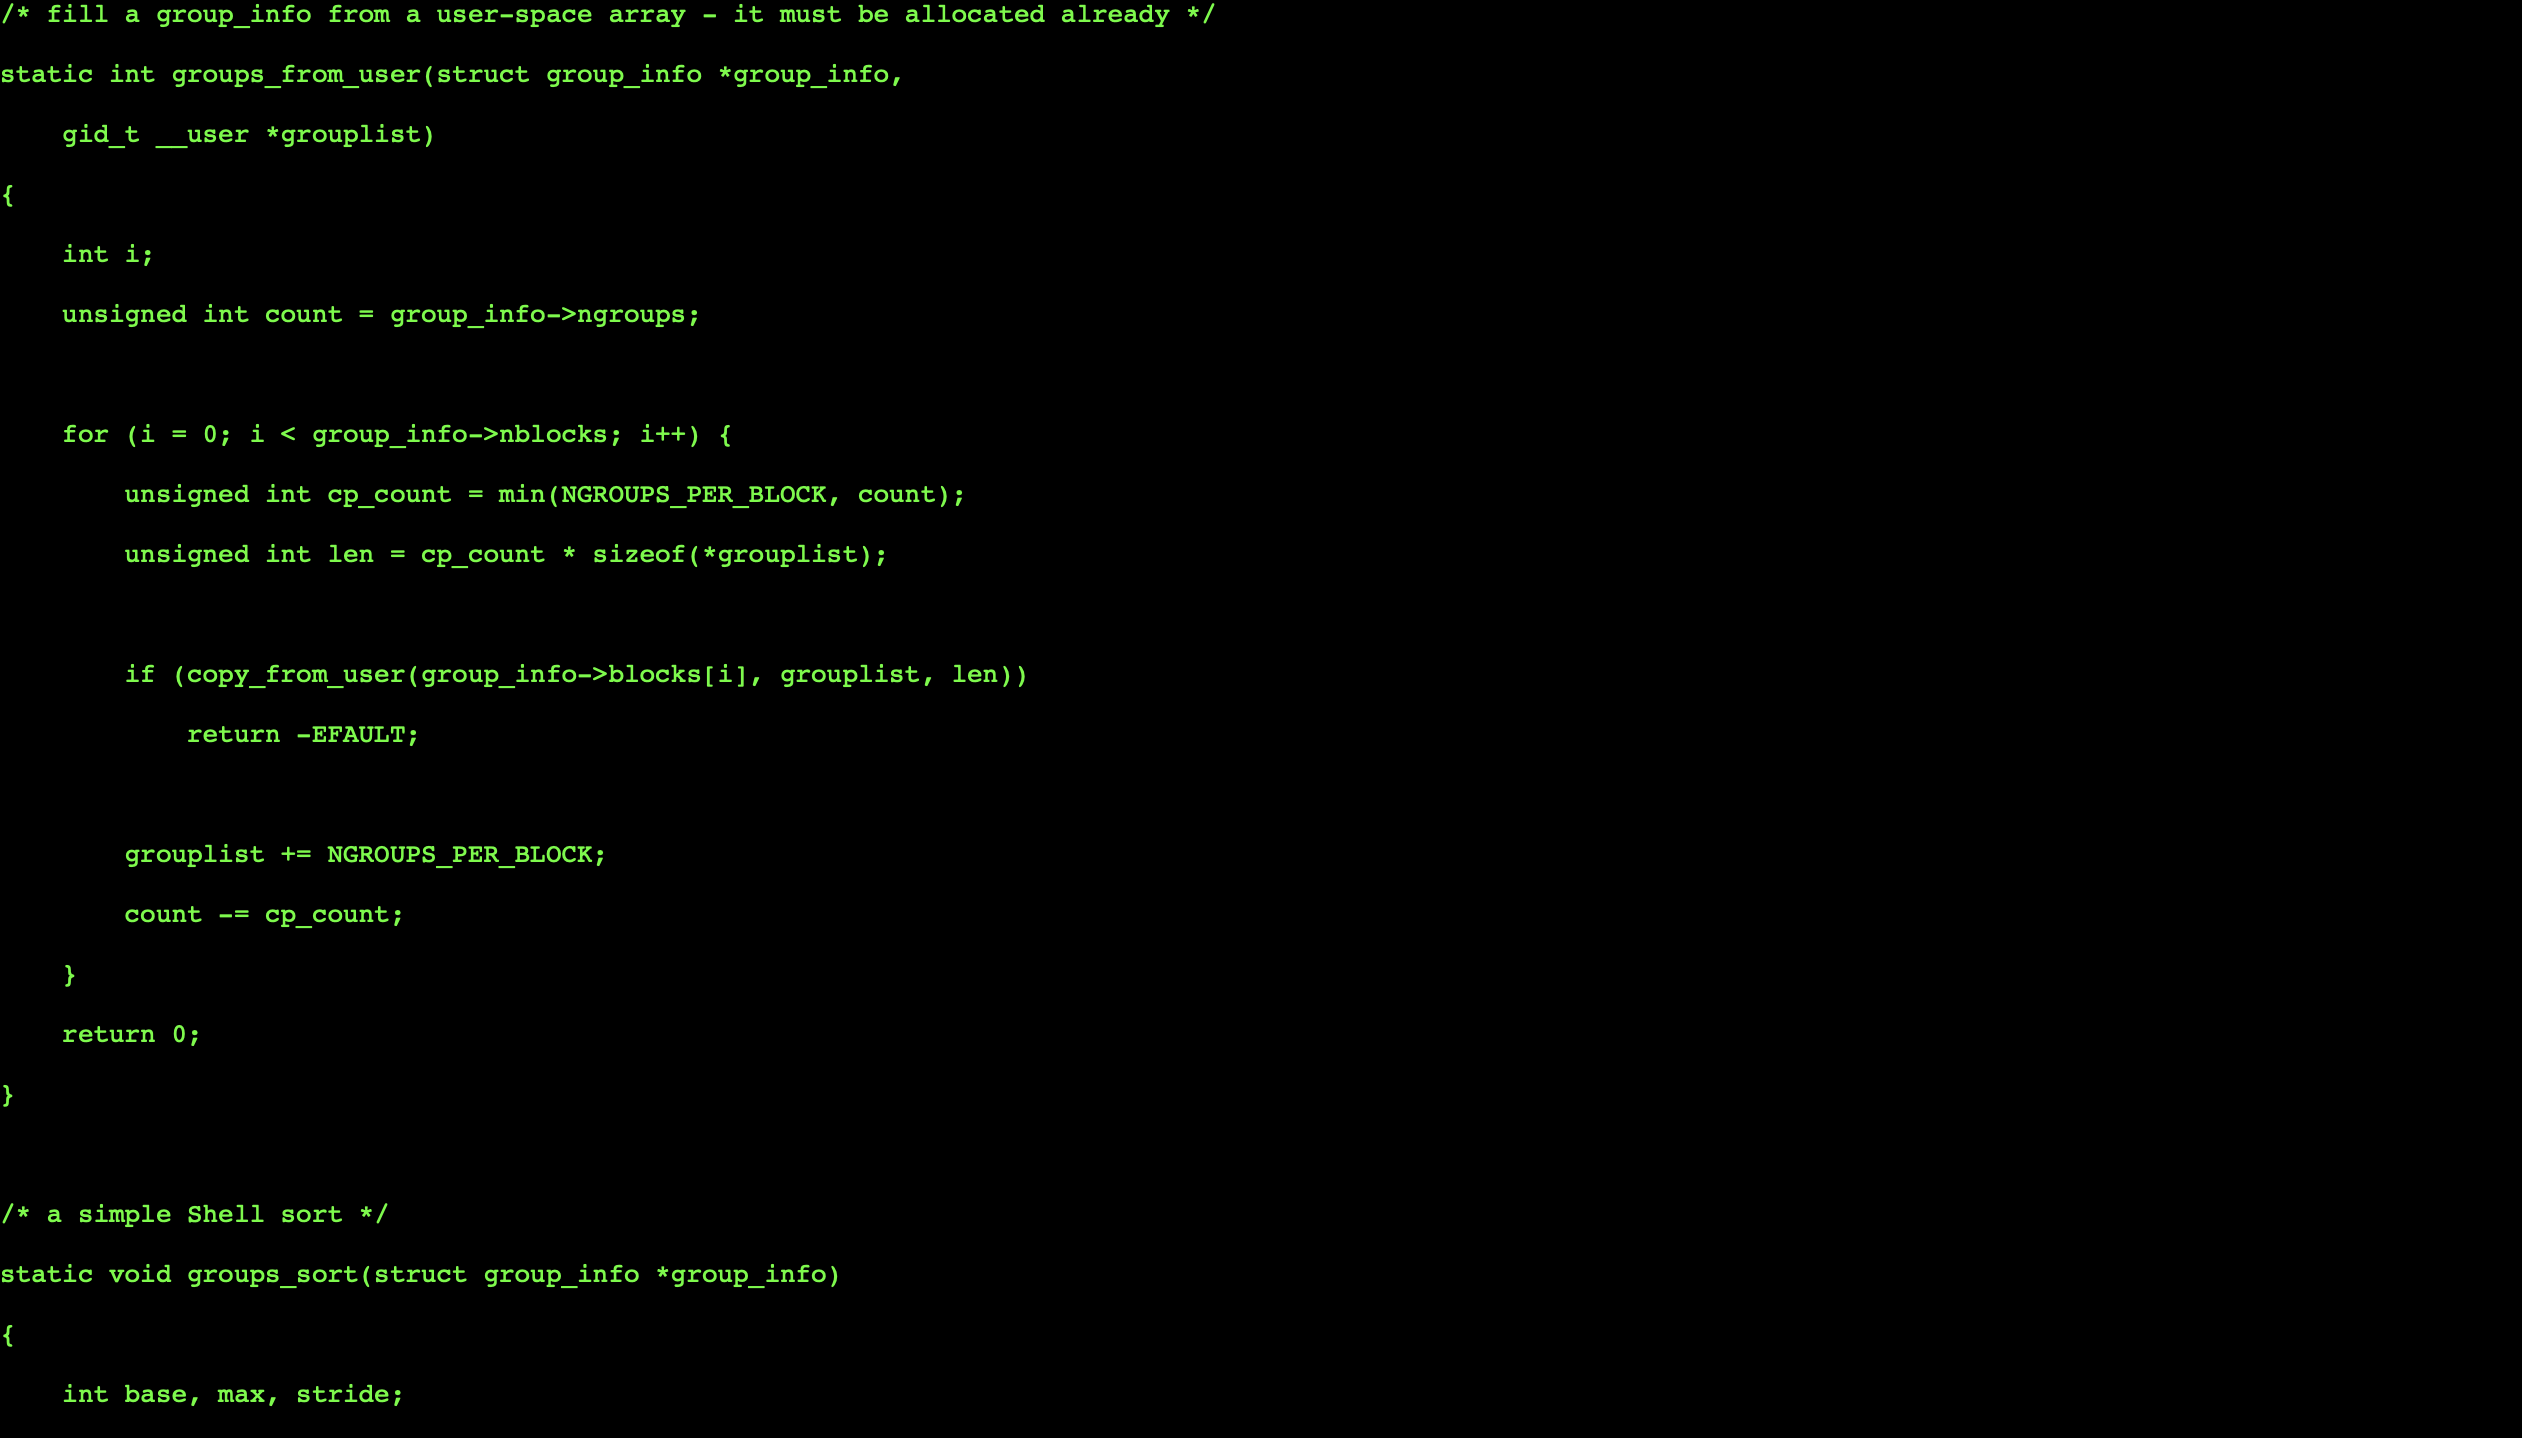 /* fill a group_info from a user-space array - it must be allocated already */
static int groups_from_user(struct group_info *group_info,
    gid_t __user *grouplist)
{
    int i;
    unsigned int count = group_info->ngroups;

    for (i = 0; i < group_info->nblocks; i++) {
        unsigned int cp_count = min(NGROUPS_PER_BLOCK, count);
        unsigned int len = cp_count * sizeof(*grouplist);

        if (copy_from_user(group_info->blocks[i], grouplist, len))
            return -EFAULT;

        grouplist += NGROUPS_PER_BLOCK;
        count -= cp_count;
    }
    return 0;
}

/* a simple Shell sort */
static void groups_sort(struct group_info *group_info)
{
    int base, max, stride;